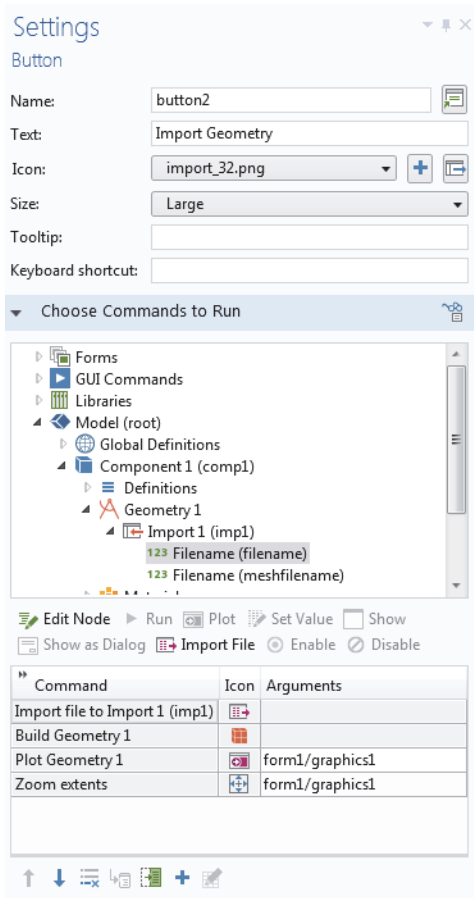 Settings
Button
Name: button2
Text: Import Geometry
Icon: import_32.png
Size: Large
Tooltip:
Keyboard shortcut:
Choose Commands to Run
Forms
GUI Commands
Libraries
Model (root)
Global Definitions
Component 1 (comp1)
Definitions
Geometry 1
Import 1 (imp1)
123 Filename (filename)
123 Filename (meshfilename)
Edit Node Run Plot Set Value Show
Show as Dialog Import File Enable Disable
Command Icon Arguments
Import file to Import 1 (imp1)
Build Geometry 1
Plot Geometry 1 form1/graphics1
Zoom extents form1/graphics1